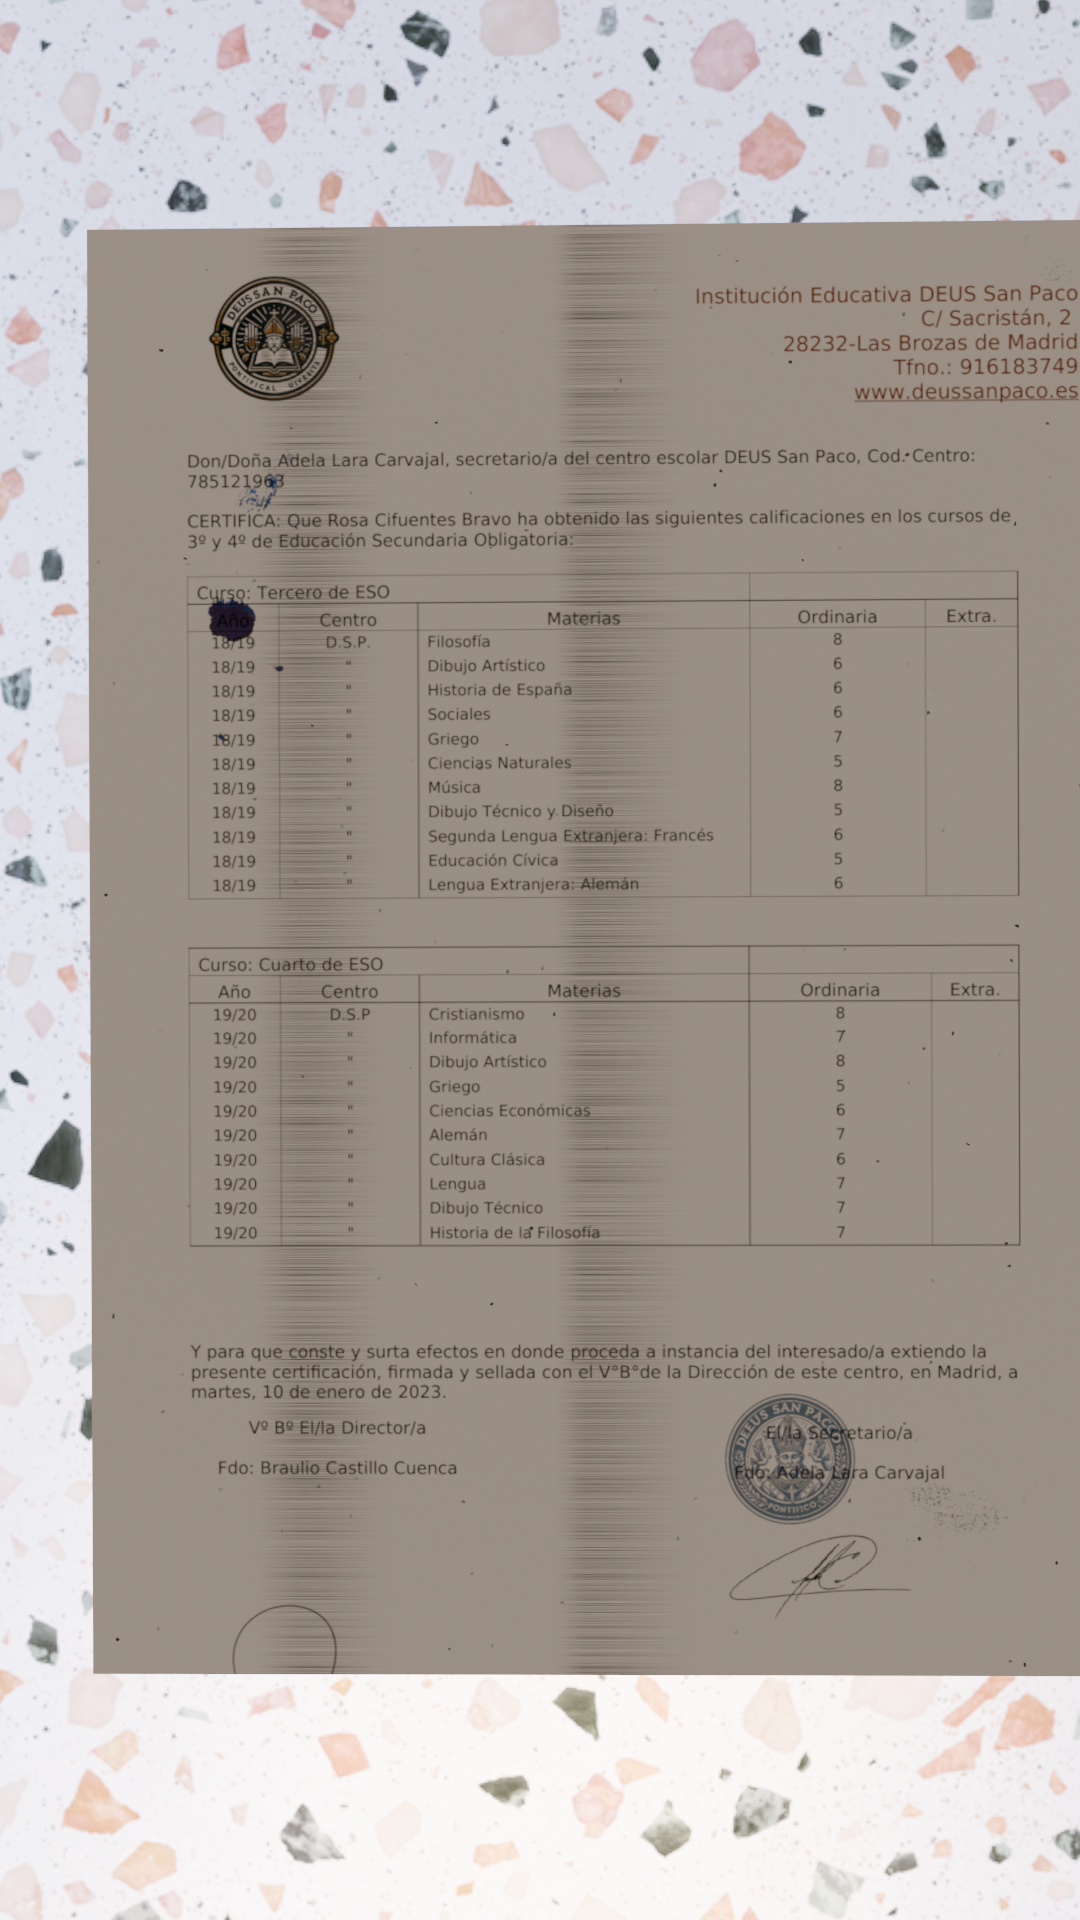 DEUS SAN PACO
PONTIFICAL
Institución Educativa DEUS San Paco
C/ Sacristán, 2
28232-Las Brozas de Madrid
Tfno.: 916183749
www.deussanpaco.es
Don/Doña Adela Lara Carvajal, secretario/a del centro escolar DEUS San Paco, Cod. Centro:
785121963
CERTIFICA: Que Rosa Cifuentes Bravo ha obtenido las siguientes calificaciones en los cursos de
3º y 4º de Educación Secundaria Obligatoria:
Curso: Tercero de ESO
Año Centro Materias Ordinaria Extra.
18/19 D.S.P. Filosofía 8
18/19 " Dibujo Artístico 6
18/19 " Historia de España 6
18/19 " Sociales 6
18/19 " Griego 7
18/19 " Ciencias Naturales 5
18/19 " Música 8
18/19 " Dibujo Técnico y Diseño 5
18/19 " Segunda Lengua Extranjera: Francés 6
18/19 " Educación Cívica 5
18/19 " Lengua Extranjera: Alemán 6
Curso: Cuarto de ESO
Año Centro Materias Ordinaria Extra.
19/20 D.S.P Cristianismo 8
19/20 " Informática 7
19/20 " Dibujo Artístico 8
19/20 " Griego 5
19/20 " Ciencias Económicas 6
19/20 " Alemán 7
19/20 " Cultura Clásica 6
19/20 " Lengua 7
19/20 " Dibujo Técnico 7
19/20 " Historia de la Filosofía 7
Y para que conste y surta efectos en donde proceda a instancia del interesado/a extiendo la
presente certificación, firmada y sellada con el V°B°de la Dirección de este centro, en Madrid, a
martes, 10 de enero de 2023.
Vº Bº El/la Director/a El/la Secretario/a
Fdo: Braulio Castillo Cuenca Fdo: Adela Lara Carvajal
DEEUS SAN PACCO
PONTIFICO